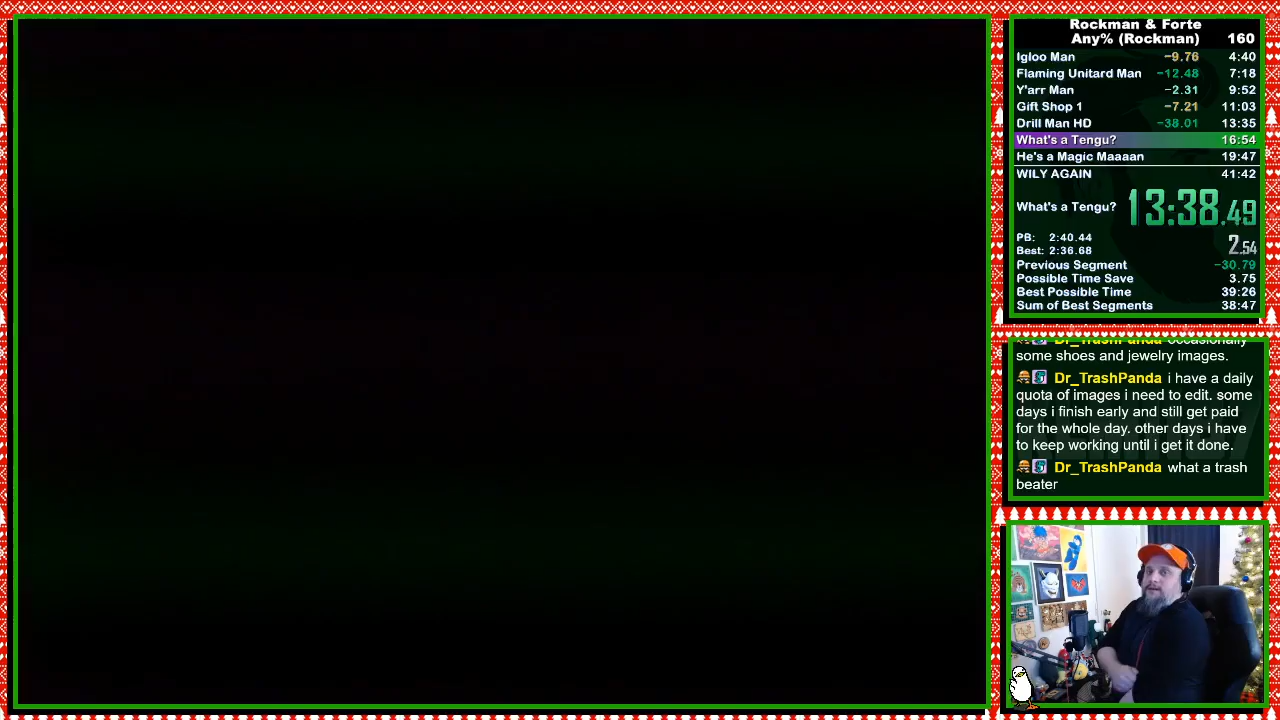 Rockman & Forte
Any% (Rockman) 160
Igloo Man −9.76 4:40
Flaming Unitard Man −12.48 7:18
Y'arr Man −2.31 9:52
Gift Shop 1 −7.21 11:03
Drill Man HD −38.01 13:35
What's a Tengu? 16:54
He's a Magic Maaaan 19:47
WILY AGAIN 41:42
What's a Tengu? 13:38.49
PB: 2:40.44
Best: 2:36.68 2.54
Previous Segment −30.79
Possible Time Save 3.75
Best Possible Time 39:26
Sum of Best Segments 38:47
Dr_TrashPanda occasionally
some shoes and jewelry images.
Dr_TrashPanda i have a daily
quota of images i need to edit. some
days i finish early and still get paid
for the whole day. other days i have
to keep working until i get it done.
Dr_TrashPanda what a trash
beater